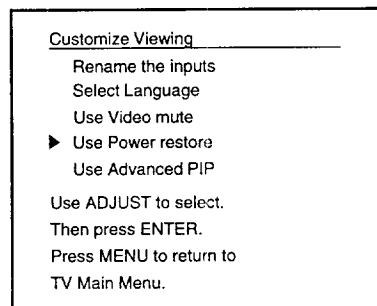 Customize Viewing
Rename the inputs
Select Language
Use Video mute
▶ Use Power restore
Use Advanced PIP
Use ADJUST to select.
Then press ENTER.
Press MENU to return to
TV Main Menu.